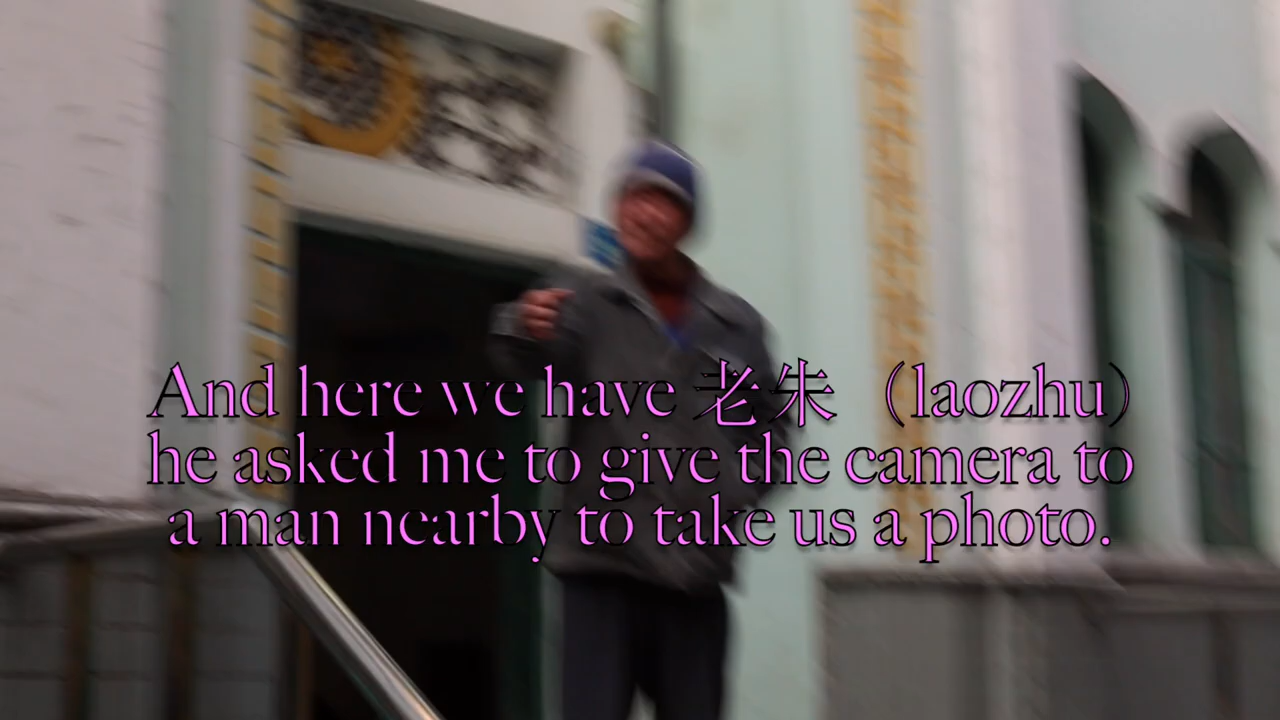 And here we have 老朱（laozhu）
he asked me to give the camera to
a man nearby to take us a photo.